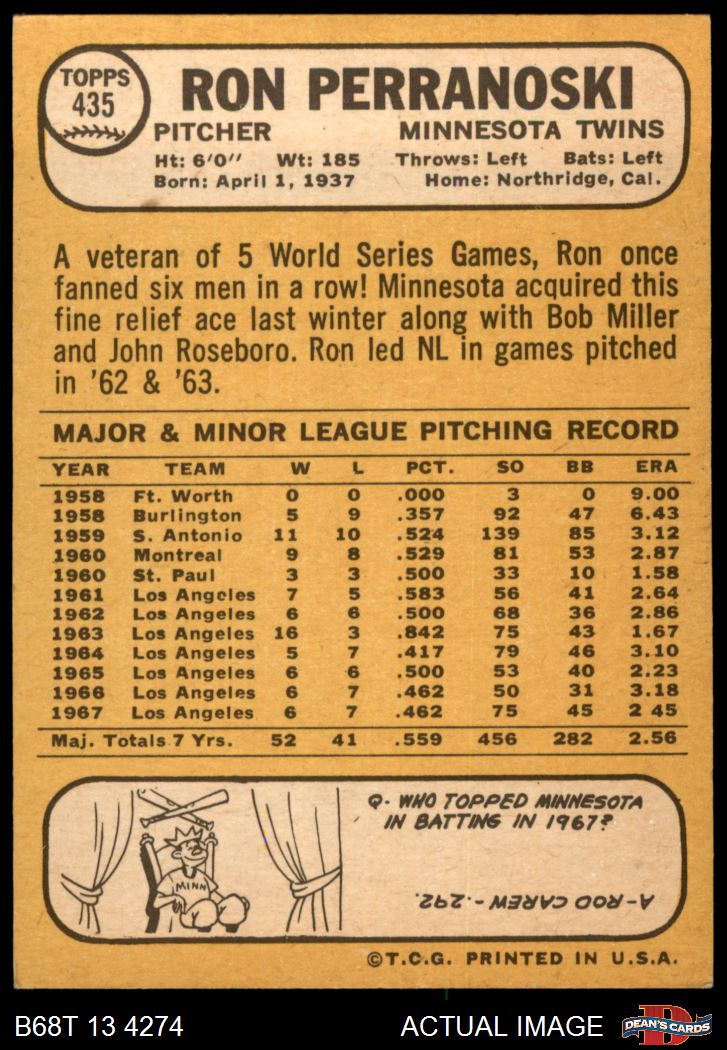 TOPPS
435
RON PERRANOSKI
PITCHER MINNESOTA TWINS
Ht: 6'0" Wt: 185 Throws: Left Bats: Left
Born: April 1, 1937 Home: Northridge, Cal.
A veteran of 5 World Series Games, Ron once
fanned six men in a row! Minnesota acquired this
fine relief ace last winter along with Bob Miller
and John Roseboro. Ron led NL in games pitched
in '62 & '63.
MAJOR & MINOR LEAGUE PITCHING RECORD
YEAR TEAM W L PCT. SO BB ERA
1958 Ft. Worth 0 0 .000 3 0 9.00
1958 Burlington 5 9 .357 92 47 6.43
1959 S. Antonio 11 10 .524 139 85 3.12
1960 Montreal 9 8 .529 81 53 2.87
1960 St. Paul 3 3 .500 33 10 1.58
1961 Los Angeles 7 5 .583 56 41 2.64
1962 Los Angeles 6 6 .500 68 36 2.86
1963 Los Angeles 16 3 .842 75 43 1.67
1964 Los Angeles 5 7 .417 79 46 3.10
1965 Los Angeles 6 6 .500 53 40 2.23
1966 Los Angeles 6 7 .462 50 31 3.18
1967 Los Angeles 6 7 .462 75 45 2 45
Maj. Totals 7 Yrs. 52 41 .559 456 282 2.56
MINN
Q- WHO TOPPED MINNESOTA
IN BATTING IN 1967?
A-ROD CAREW-.292.
©T.C.G. PRINTED IN U.S.A.
B68T 13 4274 ACTUAL IMAGE
D
DEAN'S CARDS